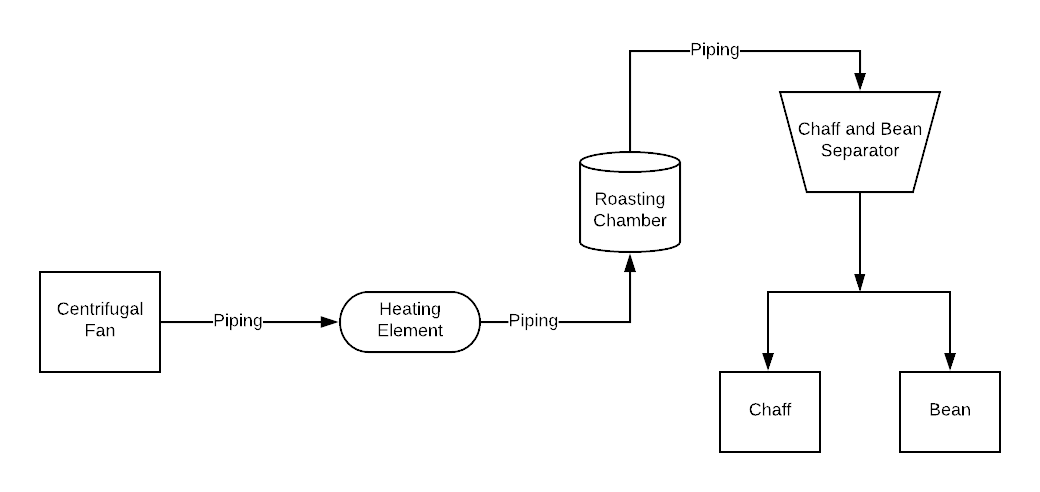 Piping
Chaff and Bean
Separator
Roasting
Chamber
Centrifugal
Fan
Piping
Heating
Element
Piping
Chaff
Bean